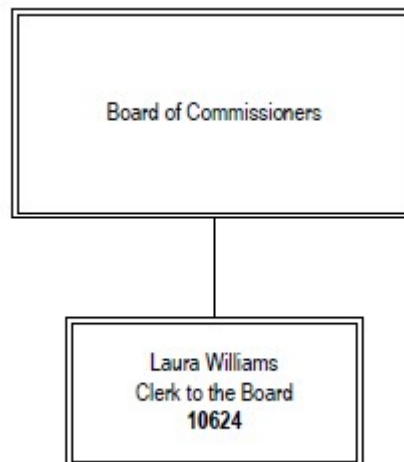 Board of Commissioners
Laura Williams
Clerk to the Board
10624